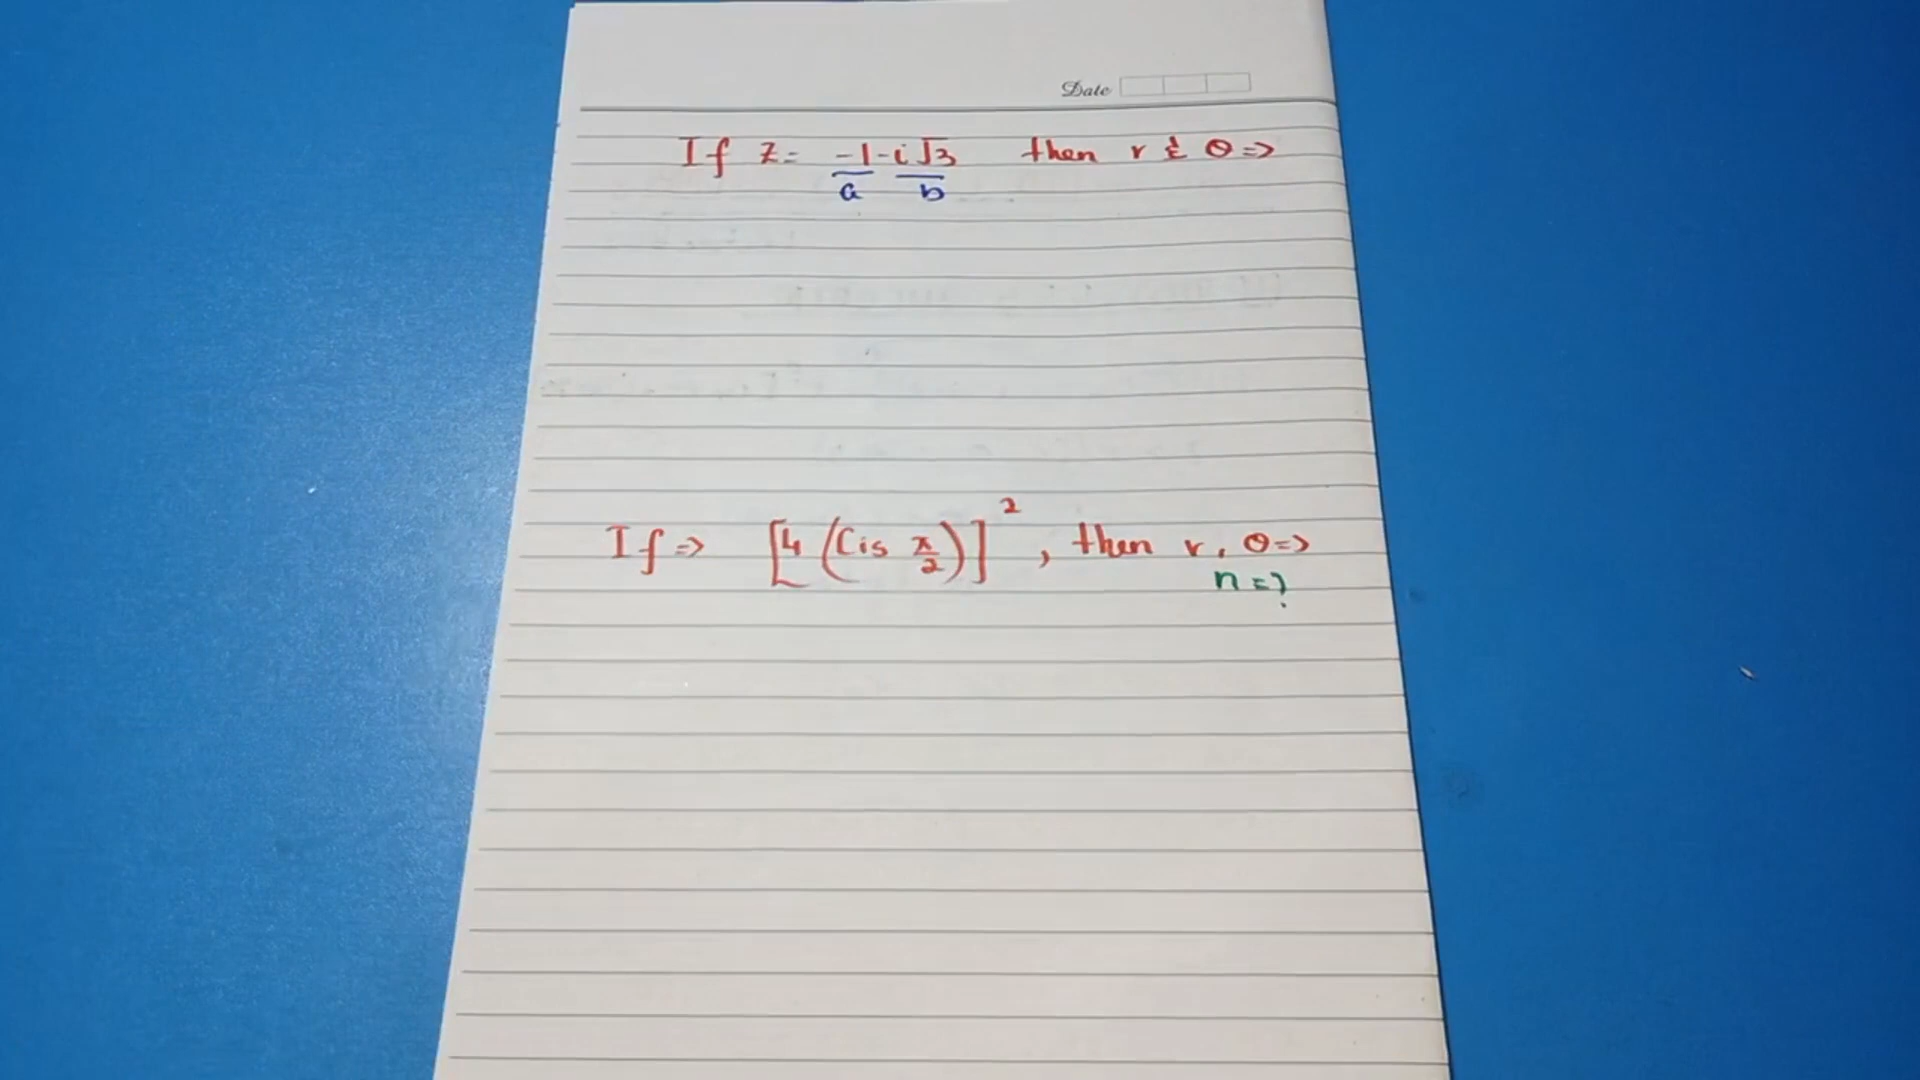 Date
If Z = -1 - i√3 then r & θ ⇒
a b
If ⇒ [4 (Cis π/2)]², then r, θ ⇒
n = ?